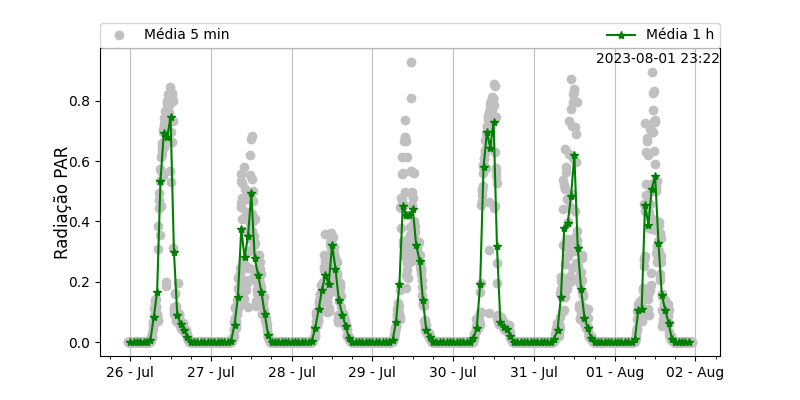 Média 5 min
Média 1 h
2023-08-01 23:22
Radiação PAR
0.8
0.6
0.4
0.2
0.0
26 - Jul
27 - Jul
28 - Jul
29 - Jul
30 - Jul
31 - Jul
01 - Aug
02 - Aug